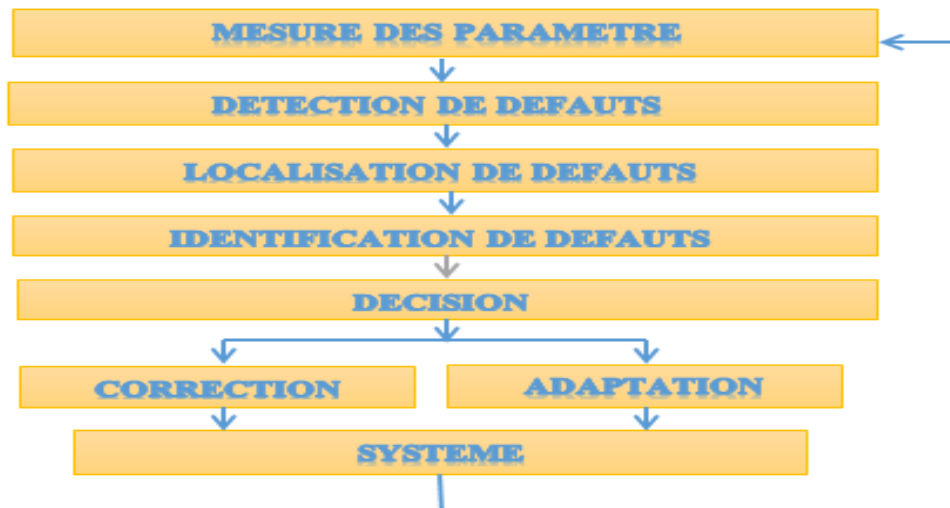 MESURE DES PARAMETRE
DETECTION DE DEFAUTS
LOCALISATION DE DEFAUTS
IDENTIFICATION DE DEFAUTS
DECISION
CORRECTION
ADAPTATION
SYSTEME